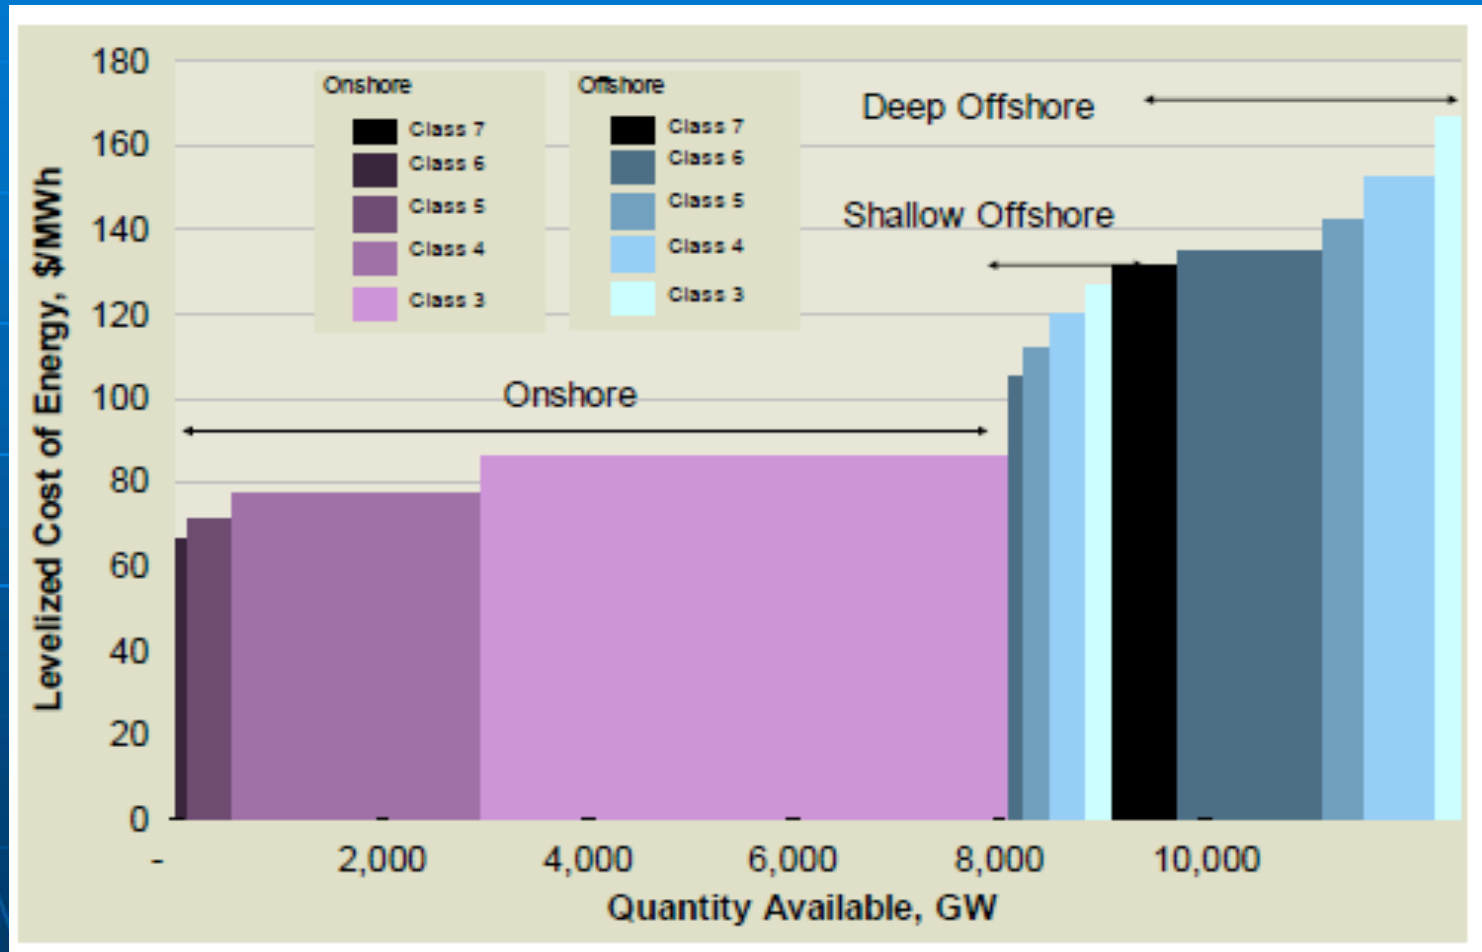 180
160
140
120
100
80
60
40
20
0
Levelized Cost of Energy, $/MWh
Onshore
Class 7
Class 6
Class 5
Class 4
Class 3
Offshore
Class 7
Class 6
Class 5
Class 4
Class 3
Deep Offshore
Shallow Offshore
Onshore
-
2,000
4,000
6,000
8,000
10,000
Quantity Available, GW